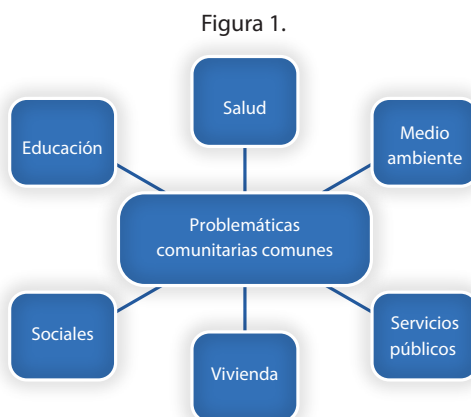 Figura 1.
Salud
Educación
Medio
ambiente
Problemáticas
comunitarias comunes
Sociales
Servicios
públicos
Vivienda